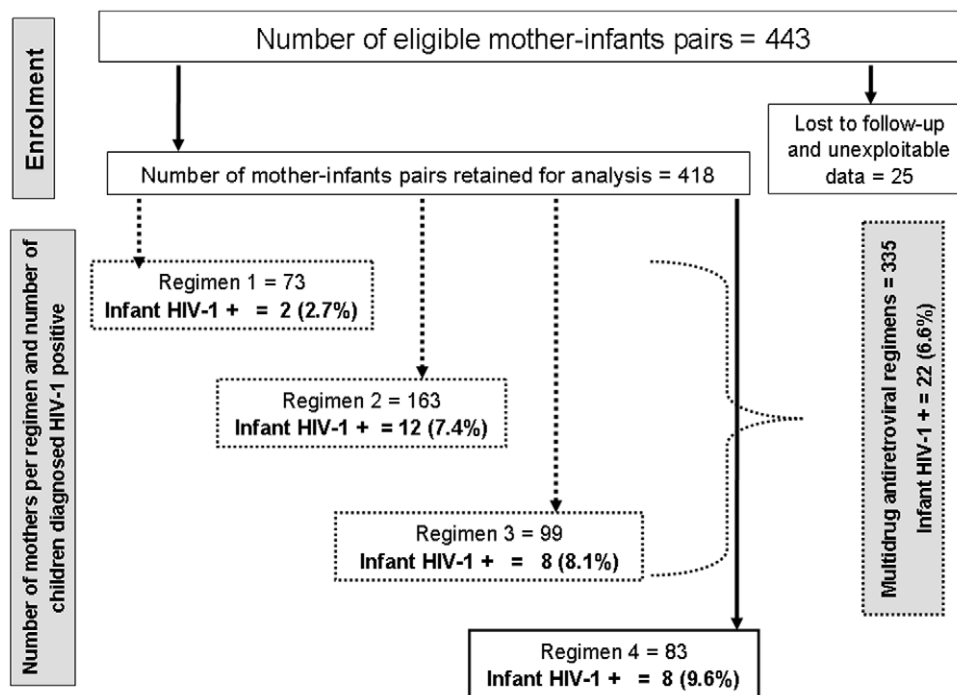 Enrolment
Number of eligible mother-infants pairs = 443
Lost to follow-up
and unexploitable
data = 25
Number of mother-infants pairs retained for analysis = 418
Number of mothers per regimen and number of
children diagnosed HIV-1 positive
Regimen 1 = 73
Infant HIV-1 + = 2 (2.7%)
Regimen 2 = 163
Infant HIV-1 + = 12 (7.4%)
Regimen 3 = 99
Infant HIV-1 + = 8 (8.1%)
Regimen 4 = 83
Infant HIV-1 + = 8 (9.6%)
Multidrug antiretroviral regimens = 335
Infant HIV-1 + = 22 (6.6%)